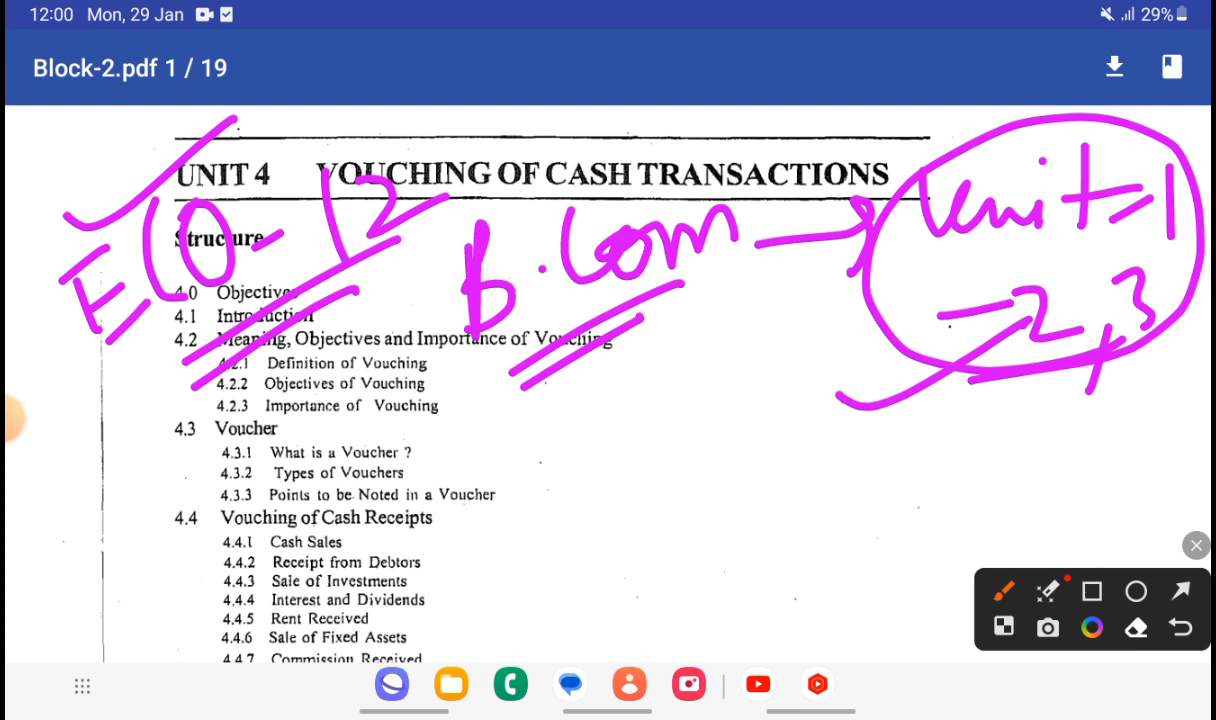 12:00 Mon, 29 Jan
29%
Block-2.pdf 1 / 19
UNIT 4 VOUCHING OF CASH TRANSACTIONS
Unit = 1
- 2, 3
ECO-12
B.Com
Structure
4.0 Objectives
4.1 Introduction
4.2 Meaning, Objectives and Importance of Vouching
4.2.1 Definition of Vouching
4.2.2 Objectives of Vouching
4.2.3 Importance of Vouching
4.3 Voucher
4.3.1 What is a Voucher ?
4.3.2 Types of Vouchers
4.3.3 Points to be Noted in a Voucher
4.4 Vouching of Cash Receipts
4.4.1 Cash Sales
4.4.2 Receipt from Debtors
4.4.3 Sale of Investments
4.4.4 Interest and Dividends
4.4.5 Rent Received
4.4.6 Sale of Fixed Assets
4.4.7 Commission Received